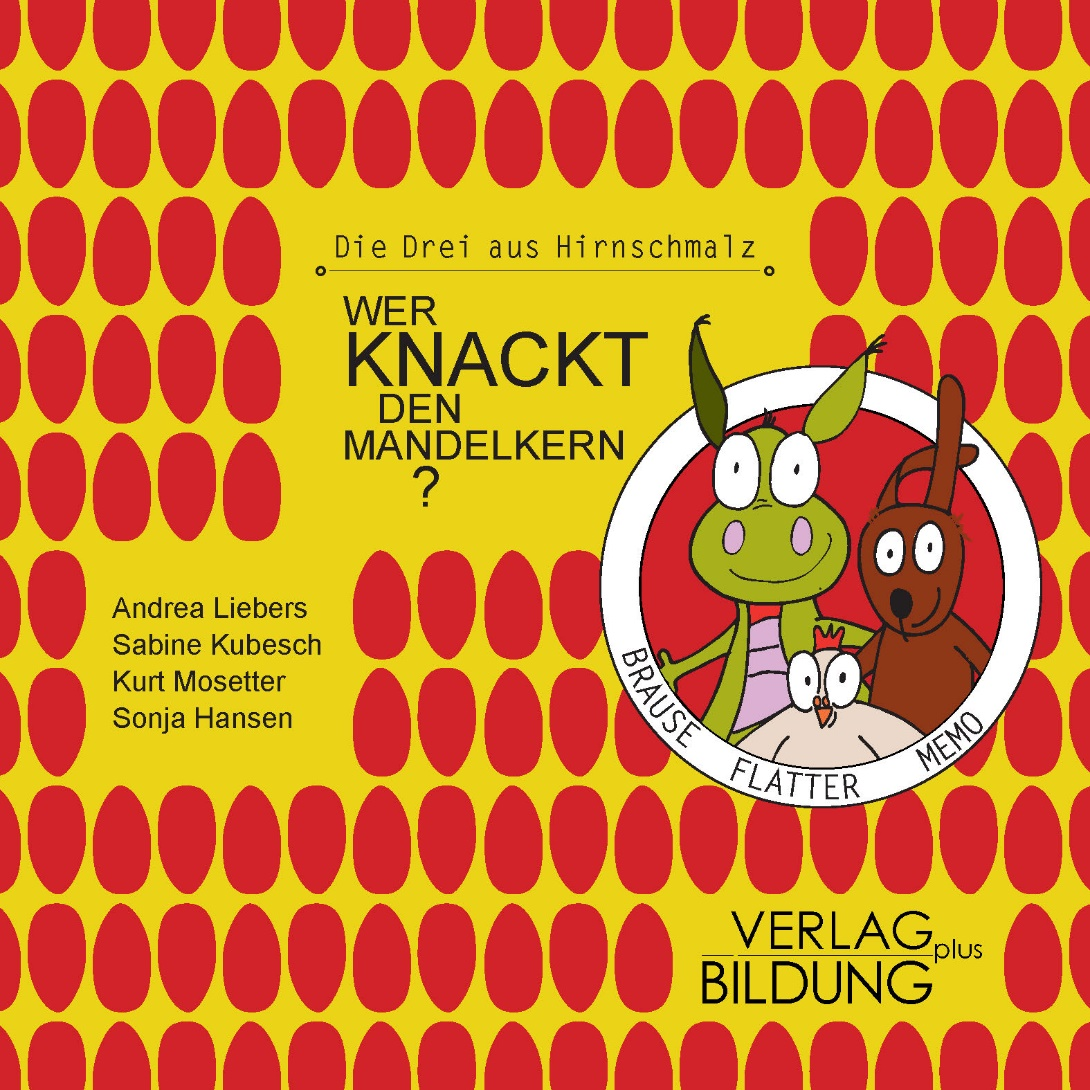 Die Drei aus Hirnschmalz
WER
KNACKT
DEN
MANDELKERN
?
Andrea Liebers
Sabine Kubesch
Kurt Mosetter
Sonja Hansen
BRAUSE
FLATTER
MEMO
VERLAG
plus
BILDUNG